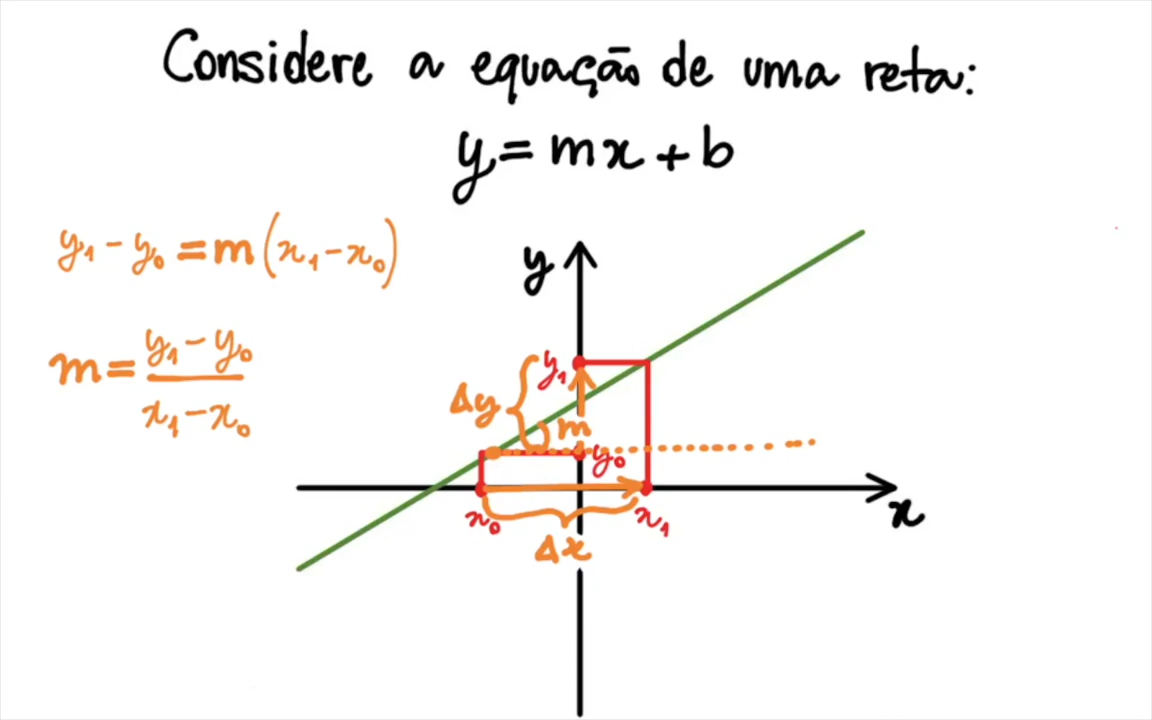 Considere a equação de uma reta:
y = mx + b
y₁ - y₀ = m(x₁ - x₀)
m = (y₁ - y₀) / (x₁ - x₀)
y
y₁
Δy
m
y₀
x₀
x₁
x
Δx